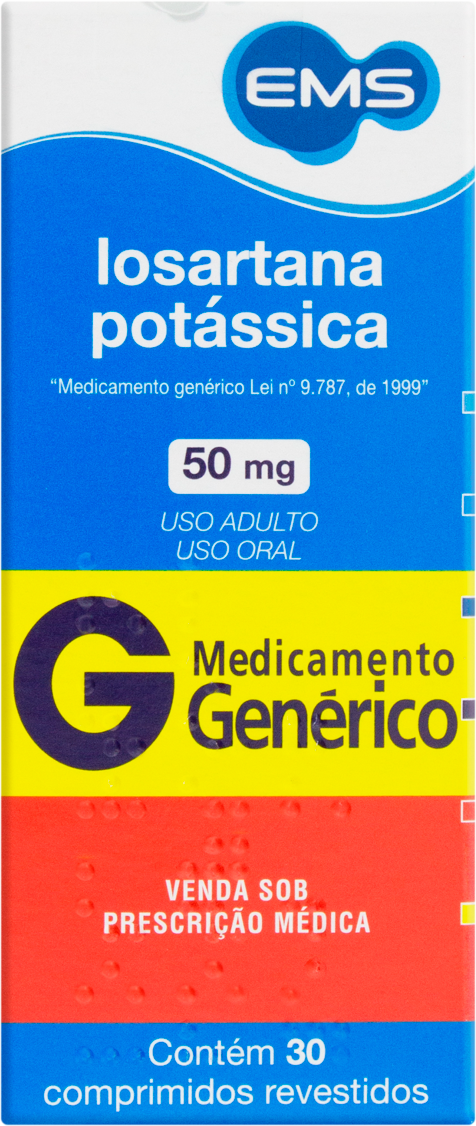 EMS
losartana
potássica
“Medicamento genérico Lei nº 9.787, de 1999”
50 mg
USO ADULTO
USO ORAL
G Medicamento
Genérico
VENDA SOB
PRESCRIÇÃO MÉDICA
Contém 30
comprimidos revestidos